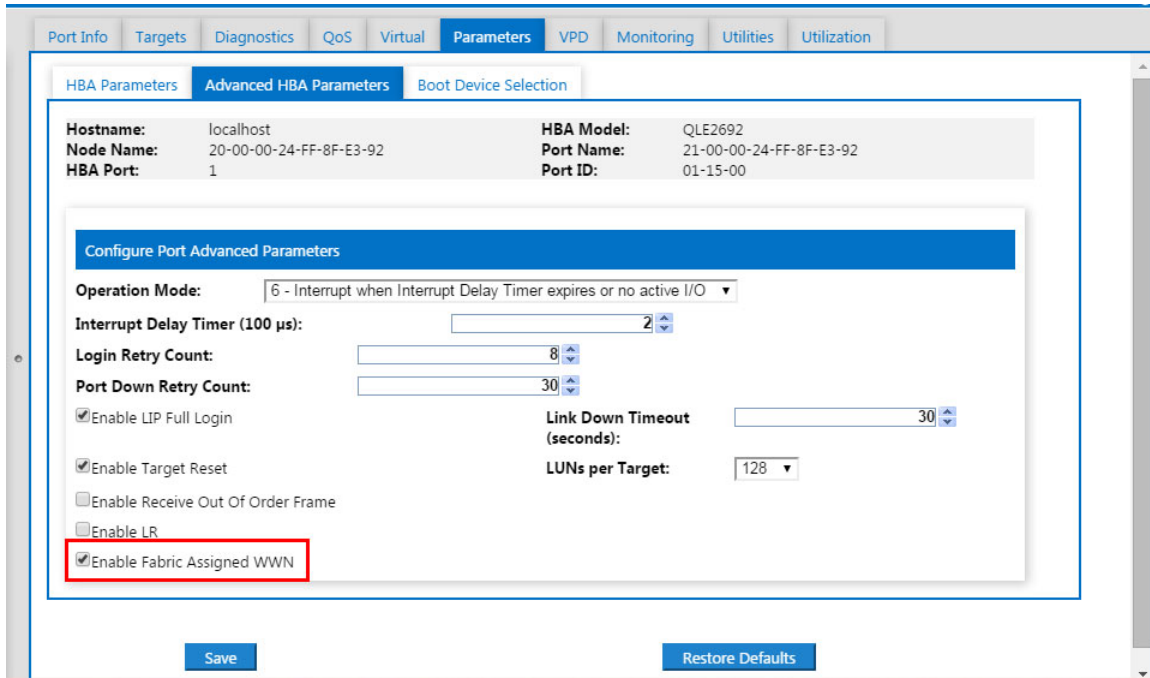 Port Info Targets Diagnostics QoS Virtual Parameters VPD Monitoring Utilities Utilization
HBA Parameters Advanced HBA Parameters Boot Device Selection
Hostname: localhost HBA Model: QLE2692
Node Name: 20-00-00-24-FF-8F-E3-92 Port Name: 21-00-00-24-FF-8F-E3-92
HBA Port: 1 Port ID: 01-15-00
Configure Port Advanced Parameters
Operation Mode: 6 - Interrupt when Interrupt Delay Timer expires or no active I/O
Interrupt Delay Timer (100 µs): 2
Login Retry Count: 8
Port Down Retry Count: 30
Enable LIP Full Login Link Down Timeout 30
(seconds):
Enable Target Reset LUNs per Target: 128
Enable Receive Out Of Order Frame
Enable LR
Enable Fabric Assigned WWN
Save Restore Defaults